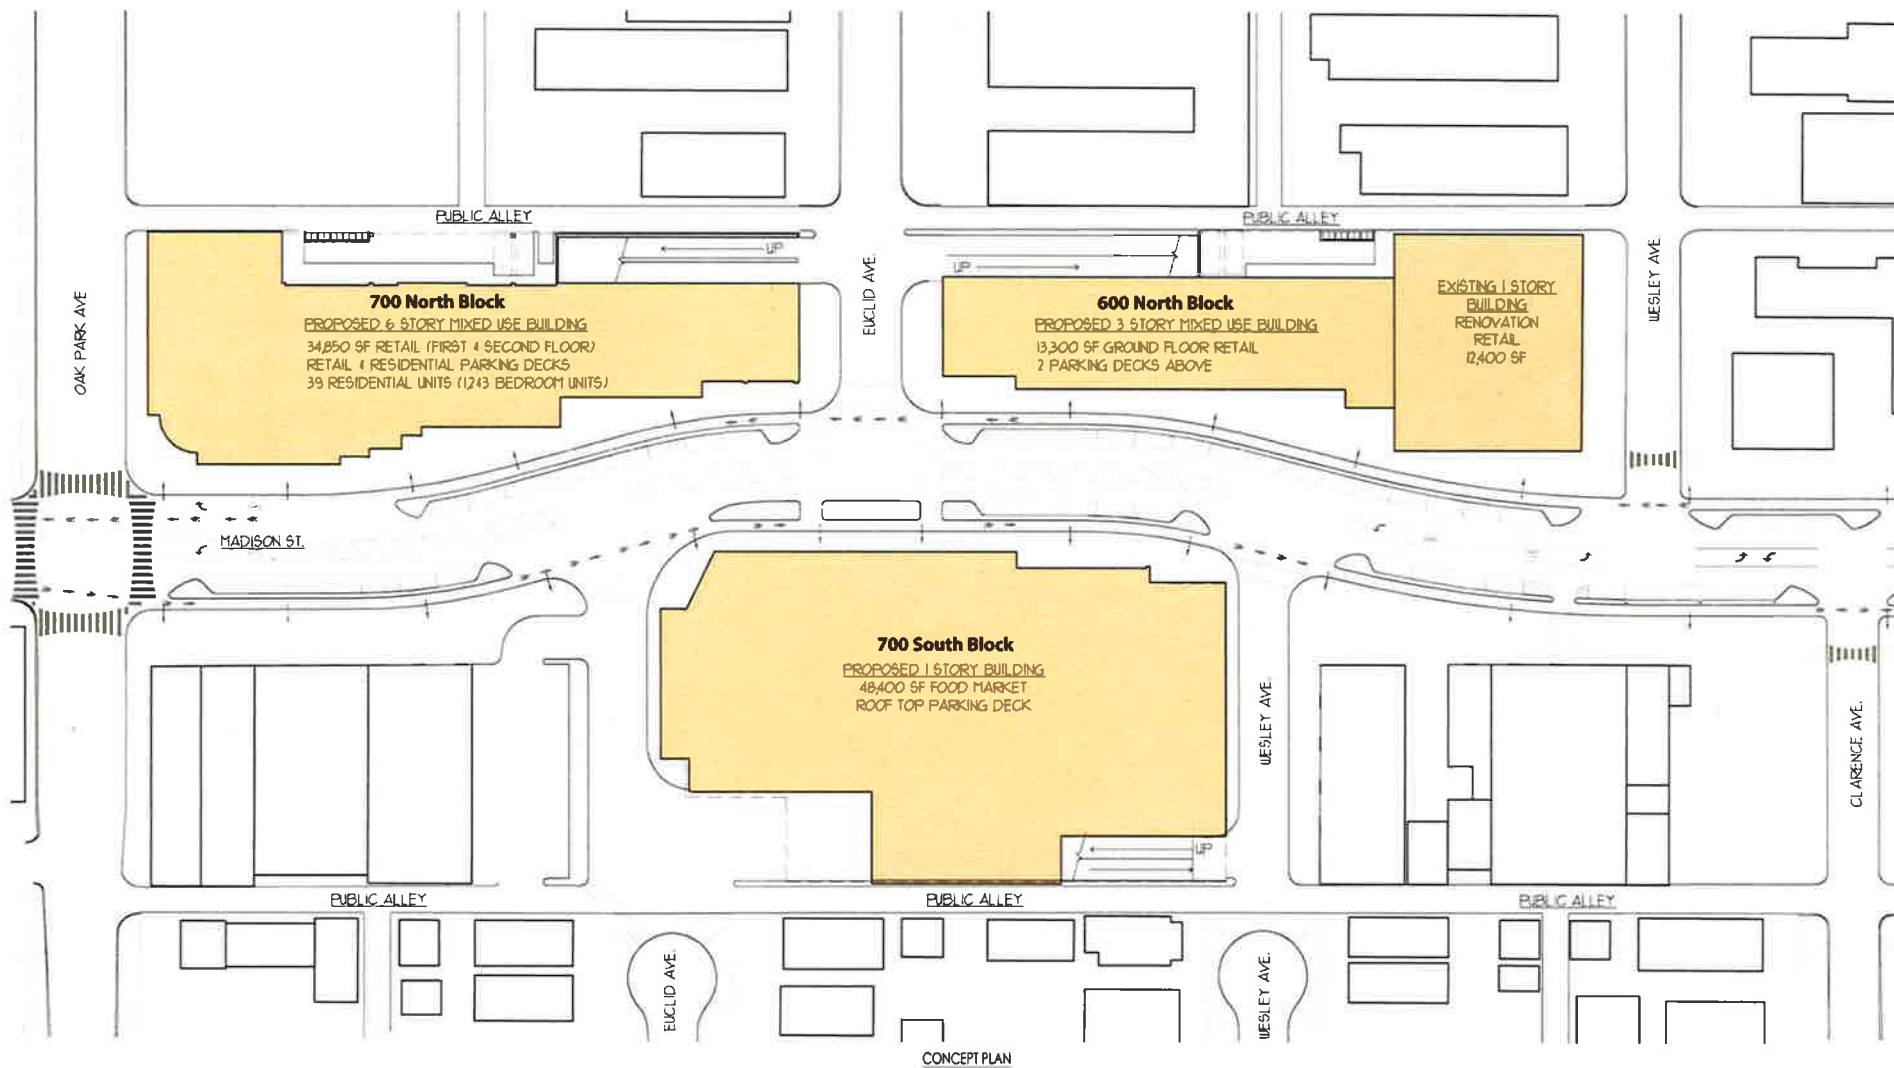 PUBLIC ALLEY
PUBLIC ALLEY
UP
UP
OAK PARK AVE
EUCLID AVE.
WESLEY AVE
700 North Block
PROPOSED 6 STORY MIXED USE BUILDING
34,850 SF RETAIL (FIRST & SECOND FLOOR)
RETAIL & RESIDENTIAL PARKING DECKS
39 RESIDENTIAL UNITS (1,2&3 BEDROOM UNITS)
600 North Block
PROPOSED 3 STORY MIXED USE BUILDING
13,300 SF GROUND FLOOR RETAIL
2 PARKING DECKS ABOVE
EXISTING 1 STORY
BUILDING
RENOVATION
RETAIL
12,400 SF
MADISON ST.
700 South Block
PROPOSED 1 STORY BUILDING
48,400 SF FOOD MARKET
ROOF TOP PARKING DECK
WESLEY AVE.
CLARENCE AVE.
UP
PUBLIC ALLEY
PUBLIC ALLEY
PUBLIC ALLEY
EUCLID AVE.
WESLEY AVE.
CONCEPT PLAN